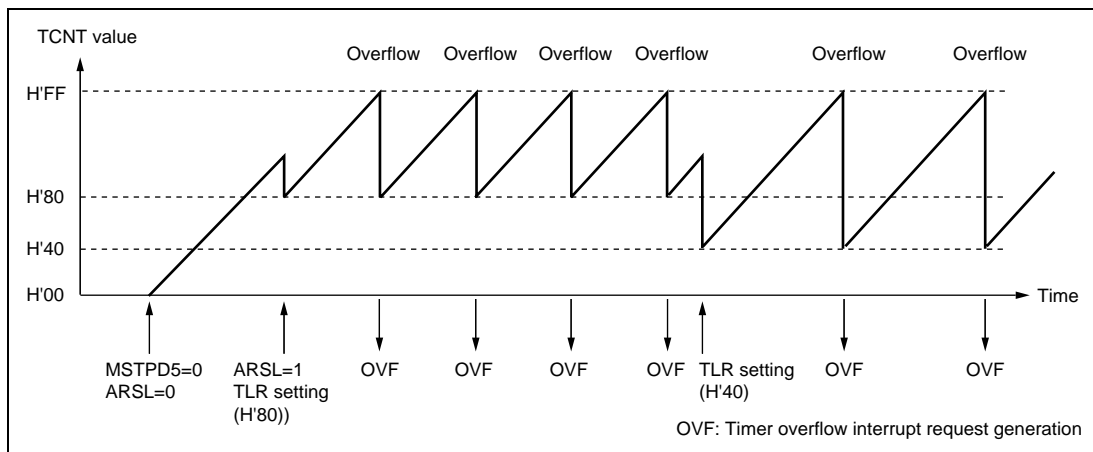 TCNT value
Overflow Overflow Overflow Overflow Overflow Overflow
H'FF
H'80
H'40
H'00
Time
MSTPD5=0 ARSL=1 OVF OVF OVF OVF TLR setting OVF OVF
ARSL=0 TLR setting (H'40)
(H'80))
OVF: Timer overflow interrupt request generation